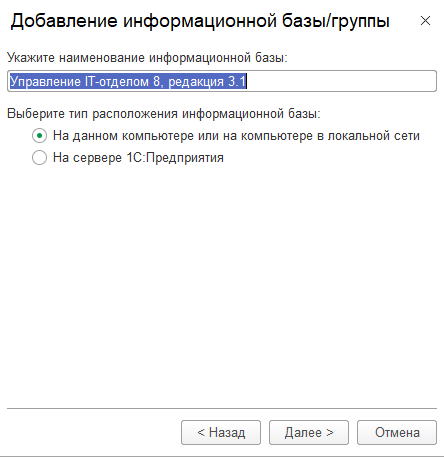 Добавление информационной базы/группы
Укажите наименование информационной базы:
Управление IT-отделом 8, редакция 3.1
Выберите тип расположения информационной базы:
На данном компьютере или на компьютере в локальной сети
На сервере 1С:Предприятия
< Назад Далее > Отмена